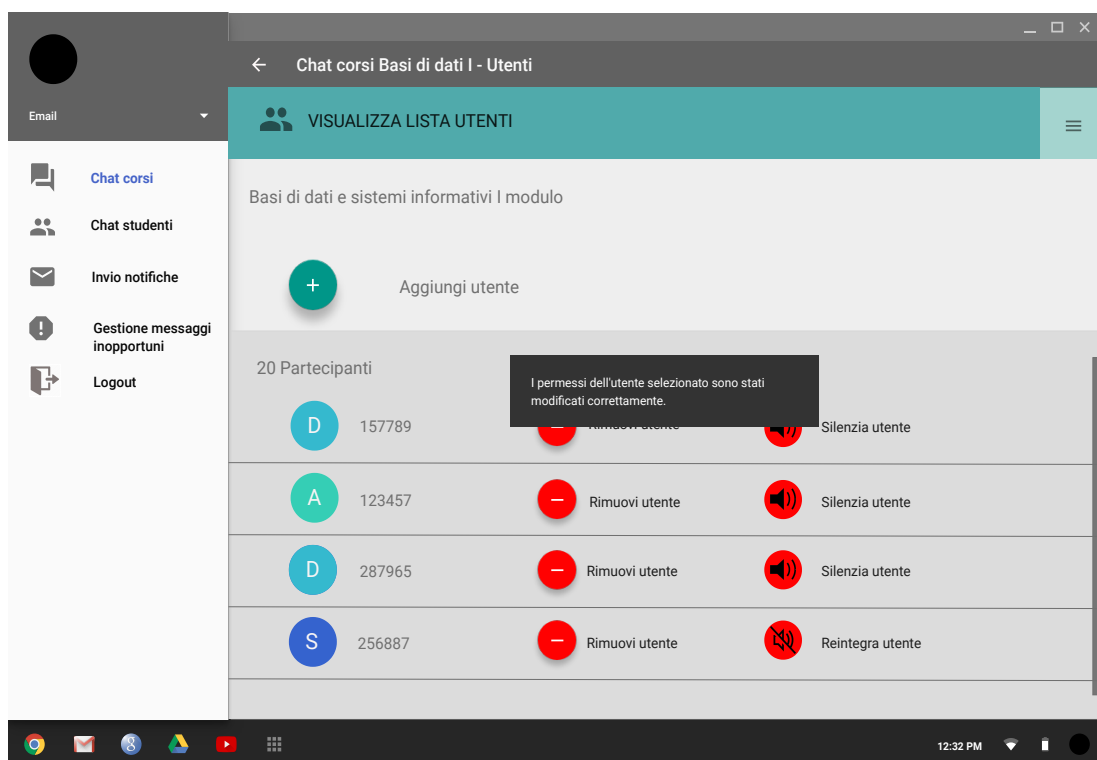 Chat corsi Basi di dati I - Utenti
Email
VISUALIZZA LISTA UTENTI
Chat corsi
Chat studenti
Invio notifiche
Gestione messaggi
inopportuni
Logout
Basi di dati e sistemi informativi I modulo
+ Aggiungi utente
20 Partecipanti
I permessi dell'utente selezionato sono stati
modificati correttamente.
D 157789 Rimuovi utente Silenzia utente
A 123457 Rimuovi utente Silenzia utente
D 287965 Rimuovi utente Silenzia utente
S 256887 Rimuovi utente Reintegra utente
12:32 PM